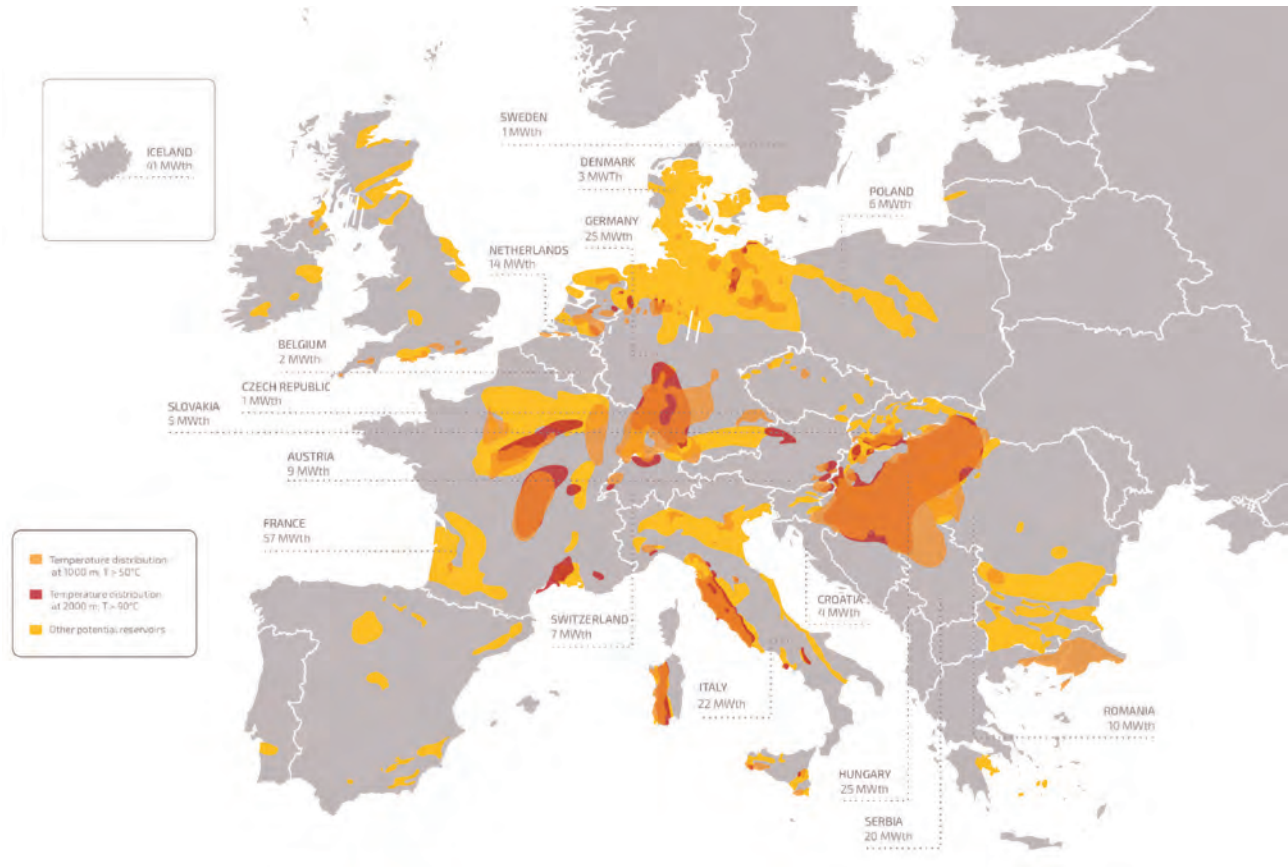 ICELAND
41 MWth
SWEDEN
1 MWth
DENMARK
3 MWTh
POLAND
6 MWth
GERMANY
25 MWth
NETHERLANDS
14 MWth
BELGIUM
2 MWth
CZECH REPUBLIC
1 MWth
SLOVAKIA
5 MWth
AUSTRIA
9 MWth
FRANCE
57 MWth
Temperature distribution
at 1000 m; T > 50°C
Temperature distribution
at 2000 m; T > 90°C
Other potential reservoirs
SWITZERLAND
7 MWth
CROATIA
4 MWth
ITALY
22 MWth
ROMANIA
10 MWth
HUNGARY
25 MWth
SERBIA
20 MWth